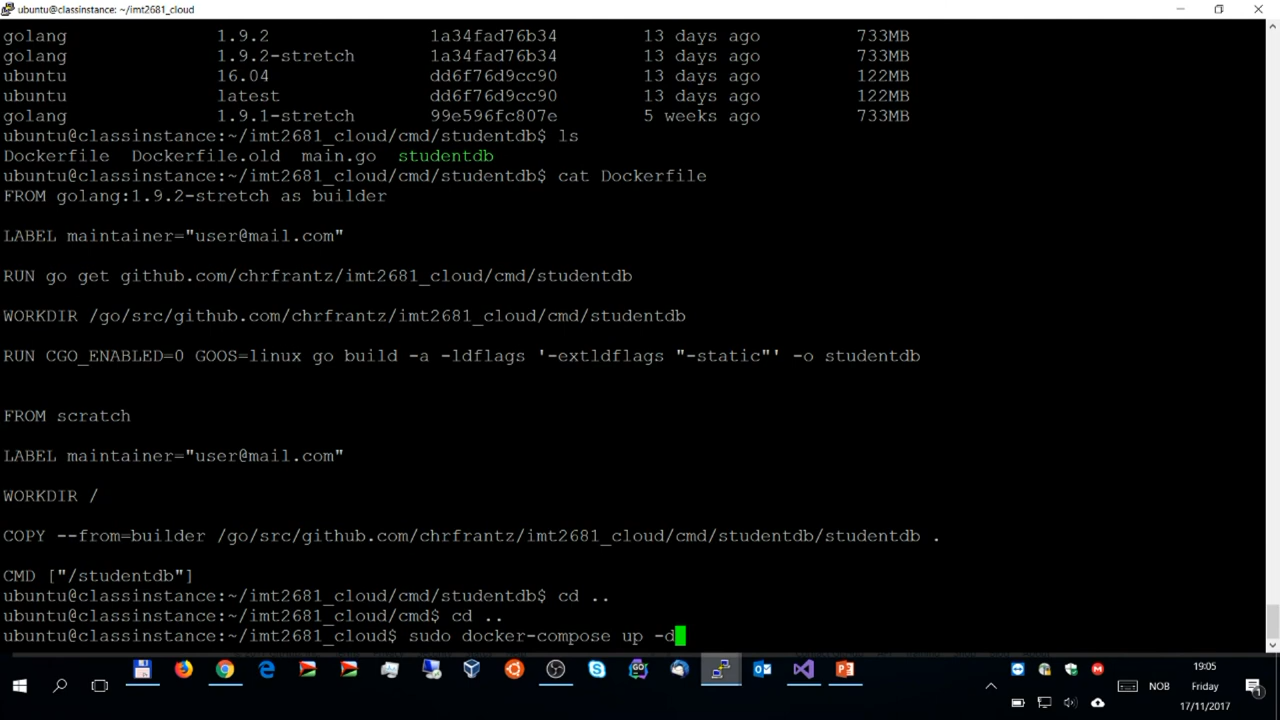 ubuntu@classinstance: ~/imt2681_cloud
golang 1.9.2 1a34fad76b34 13 days ago 733MB
golang 1.9.2-stretch 1a34fad76b34 13 days ago 733MB
ubuntu 16.04 dd6f76d9cc90 13 days ago 122MB
ubuntu latest dd6f76d9cc90 13 days ago 122MB
golang 1.9.1-stretch 99e596fc807e 5 weeks ago 733MB
ubuntu@classinstance:~/imt2681_cloud/cmd/studentdb$ ls
Dockerfile Dockerfile.old main.go studentdb
ubuntu@classinstance:~/imt2681_cloud/cmd/studentdb$ cat Dockerfile
FROM golang:1.9.2-stretch as builder
LABEL maintainer="user@mail.com"
RUN go get github.com/chrfrantz/imt2681_cloud/cmd/studentdb
WORKDIR /go/src/github.com/chrfrantz/imt2681_cloud/cmd/studentdb
RUN CGO_ENABLED=0 GOOS=linux go build -a -ldflags '-extldflags "-static"' -o studentdb
FROM scratch
LABEL maintainer="user@mail.com"
WORKDIR /
COPY --from=builder /go/src/github.com/chrfrantz/imt2681_cloud/cmd/studentdb/studentdb .
CMD ["/studentdb"]
ubuntu@classinstance:~/imt2681_cloud/cmd/studentdb$ cd ..
ubuntu@classinstance:~/imt2681_cloud/cmd$ cd ..
ubuntu@classinstance:~/imt2681_cloud$ sudo docker-compose up -d
19:05
NOB Friday
17/11/2017